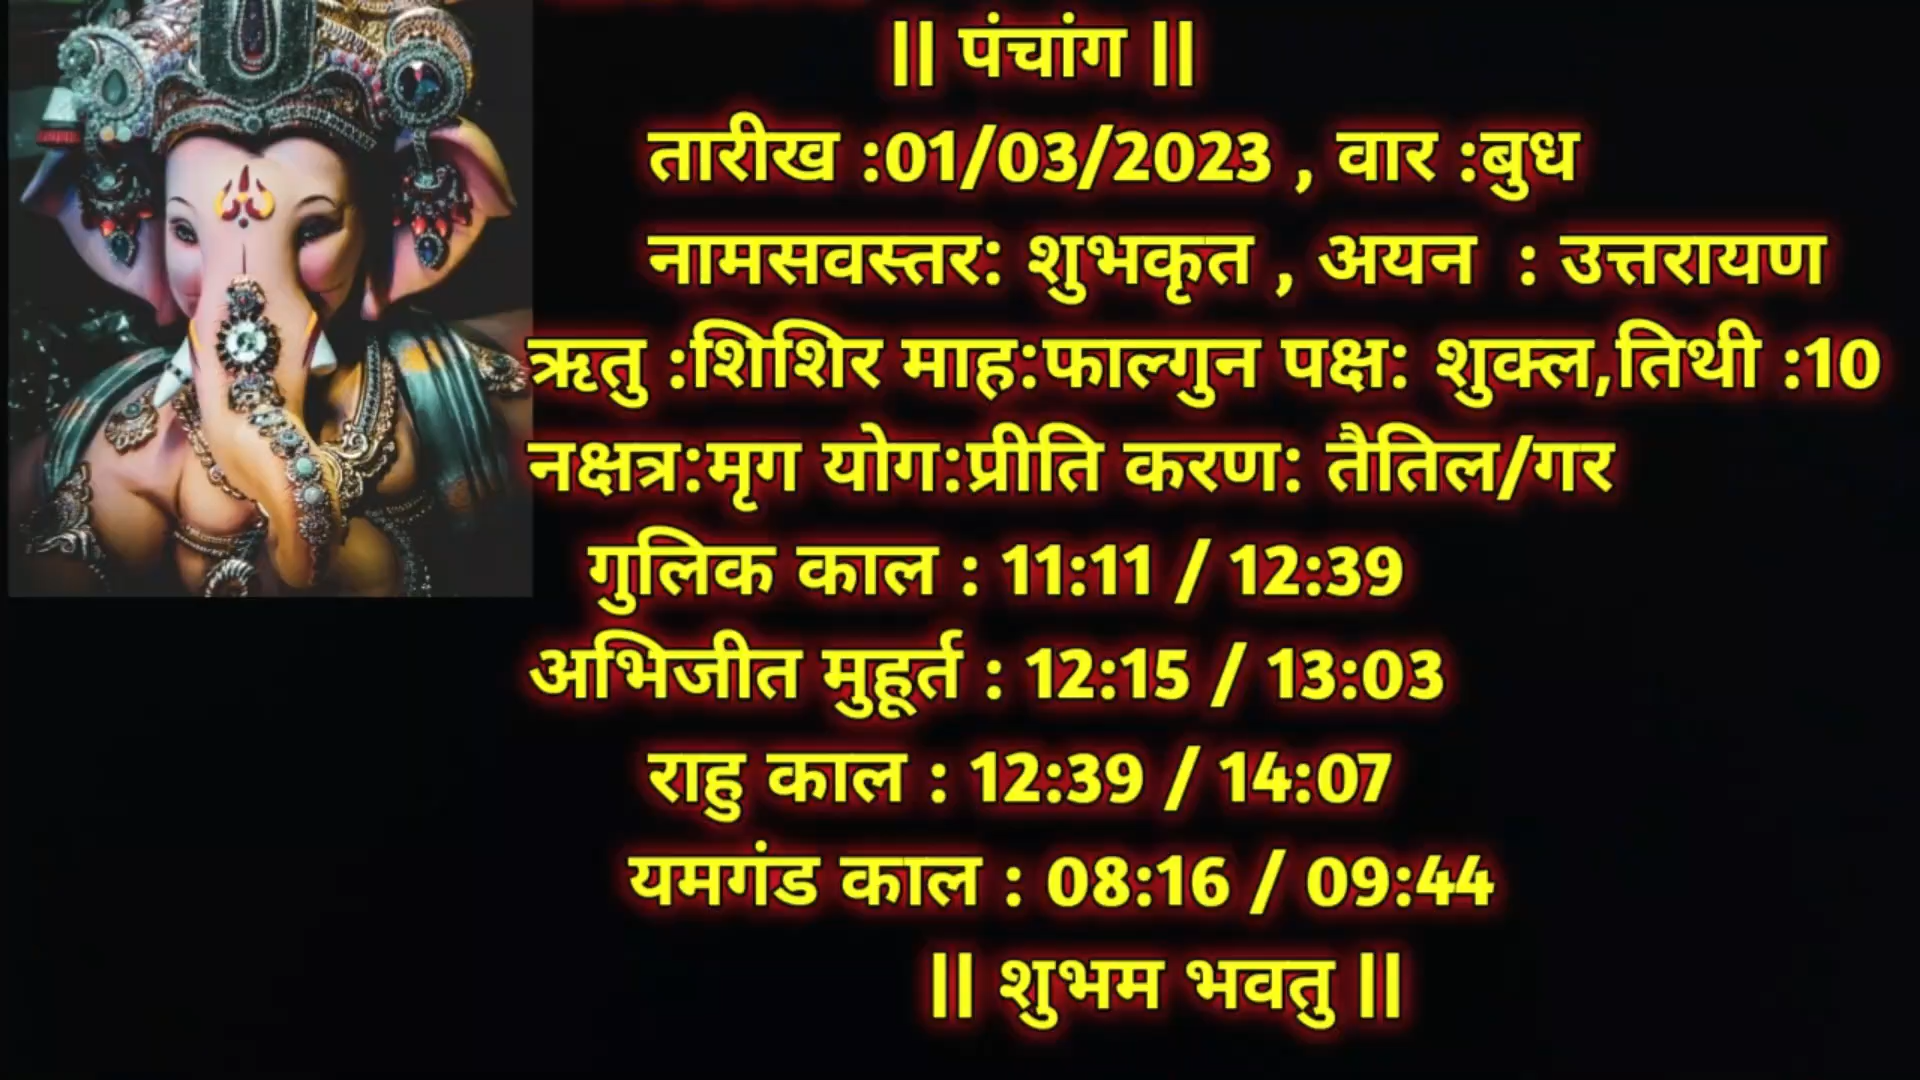 || पंचांग ||
तारीख :01/03/2023 , वार :बुध
नामसवस्तर: शुभकृत , अयन : उत्तरायण
ऋतु :शिशिर माह:फाल्गुन पक्ष: शुक्ल,तिथी :10
नक्षत्र:मृग योग:प्रीति करण: तैतिल/गर
गुलिक काल : 11:11 / 12:39
अभिजीत मुहूर्त : 12:15 / 13:03
राहु काल : 12:39 / 14:07
यमगंड काल : 08:16 / 09:44
|| शुभम भवतु ||